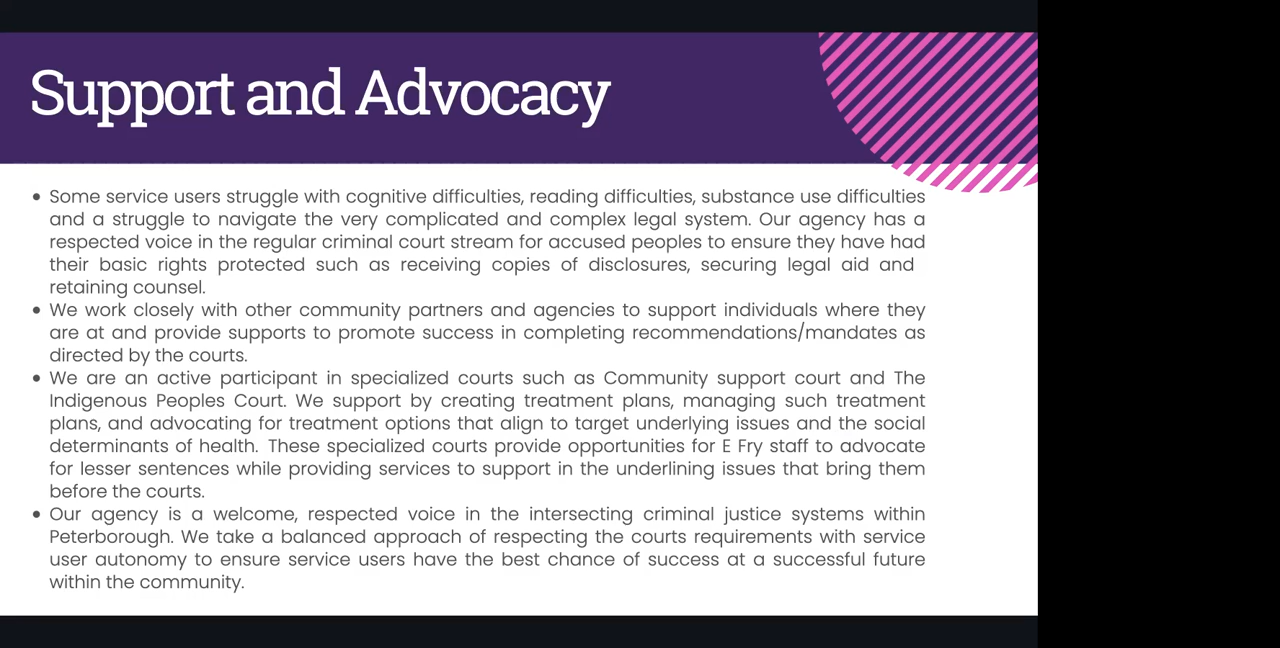 Support and Advocacy
• Some service users struggle with cognitive difficulties, reading difficulties, substance use difficulties
and a struggle to navigate the very complicated and complex legal system. Our agency has a
respected voice in the regular criminal court stream for accused peoples to ensure they have had
their basic rights protected such as receiving copies of disclosures, securing legal aid and
retaining counsel.
• We work closely with other community partners and agencies to support individuals where they
are at and provide supports to promote success in completing recommendations/mandates as
directed by the courts.
• We are an active participant in specialized courts such as Community support court and The
Indigenous Peoples Court. We support by creating treatment plans, managing such treatment
plans, and advocating for treatment options that align to target underlying issues and the social
determinants of health. These specialized courts provide opportunities for E Fry staff to advocate
for lesser sentences while providing services to support in the underlining issues that bring them
before the courts.
• Our agency is a welcome, respected voice in the intersecting criminal justice systems within
Peterborough. We take a balanced approach of respecting the courts requirements with service
user autonomy to ensure service users have the best chance of success at a successful future
within the community.